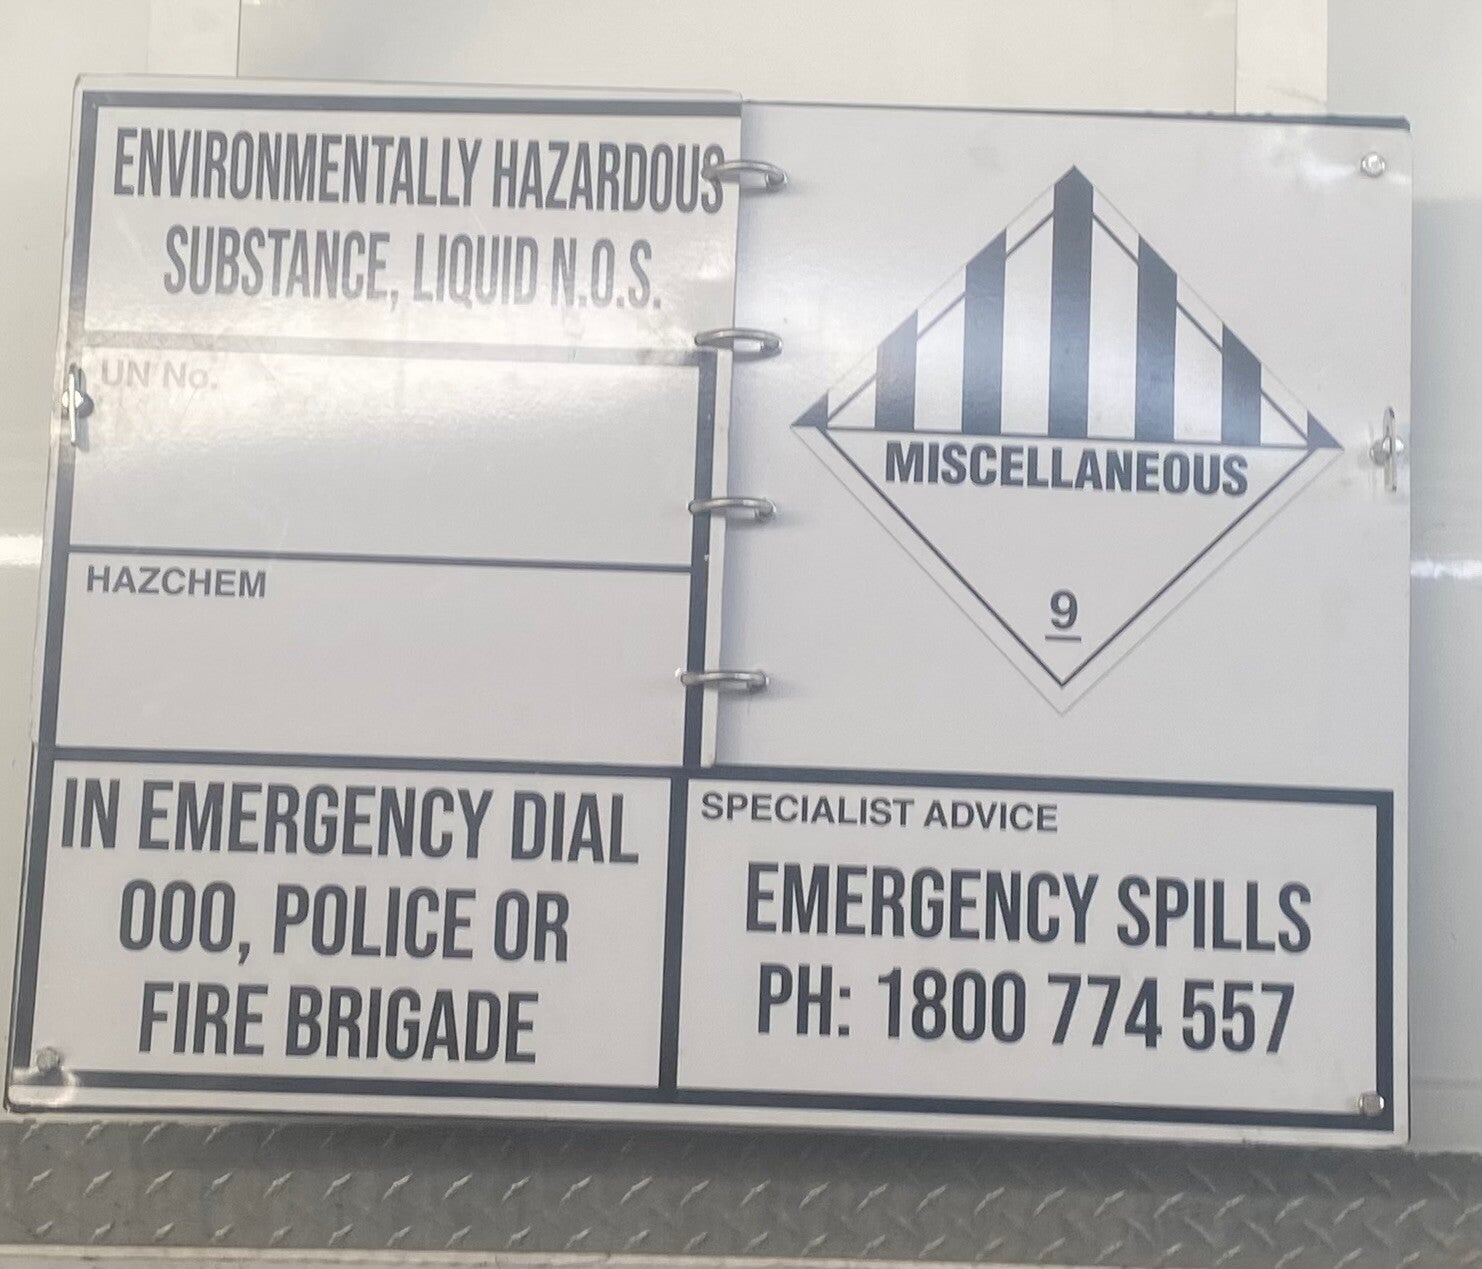 ENVIRONMENTALLY HAZARDOUS
SUBSTANCE, LIQUID N.O.S.
UN No.
HAZCHEM
MISCELLANEOUS
9
IN EMERGENCY DIAL
000, POLICE OR
FIRE BRIGADE
SPECIALIST ADVICE
EMERGENCY SPILLS
PH: 1800 774 557